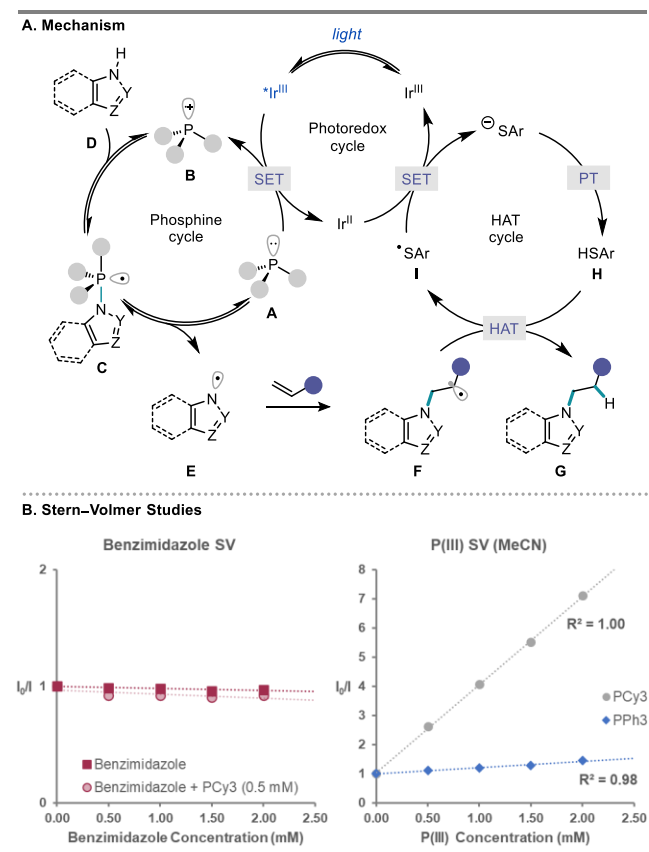 A. Mechanism
light
*IrIII
IrIII
H
N
Y
Z
D
P
B
Photoredox
cycle
⊖ SAr
SET
SET
PT
Phosphine
cycle
IrII
HAT
cycle
P
A
•SAr
I
HSAr
H
P
N
Y
Z
C
HAT
N
Z
Y
E
N
Z
Y
F
H
N
Z
Y
G
B. Stern–Volmer Studies
Benzimidazole SV
2
I0/I
1
0
0.00 0.50 1.00 1.50 2.00 2.50
Benzimidazole Concentration (mM)
Benzimidazole
Benzimidazole + PCy3 (0.5 mM)
P(III) SV (MeCN)
8
7
6
5
I0/I
4
3
2
1
0
0.00 0.50 1.00 1.50 2.00 2.50
P(III) Concentration (mM)
R² = 1.00
PCy3
PPh3
R² = 0.98